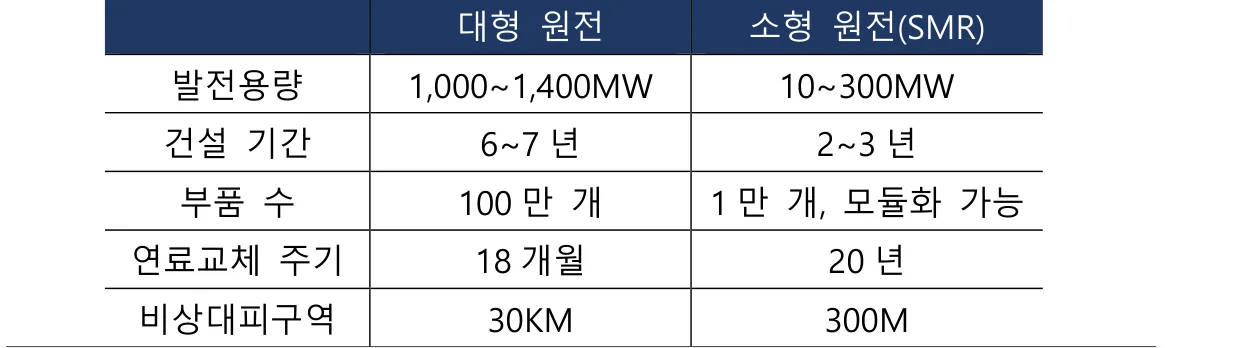 대형 원전 소형 원전(SMR)
발전용량 1,000~1,400MW 10~300MW
건설 기간 6~7 년 2~3 년
부품 수 100 만 개 1 만 개, 모듈화 가능
연료교체 주기 18 개월 20 년
비상대피구역 30KM 300M